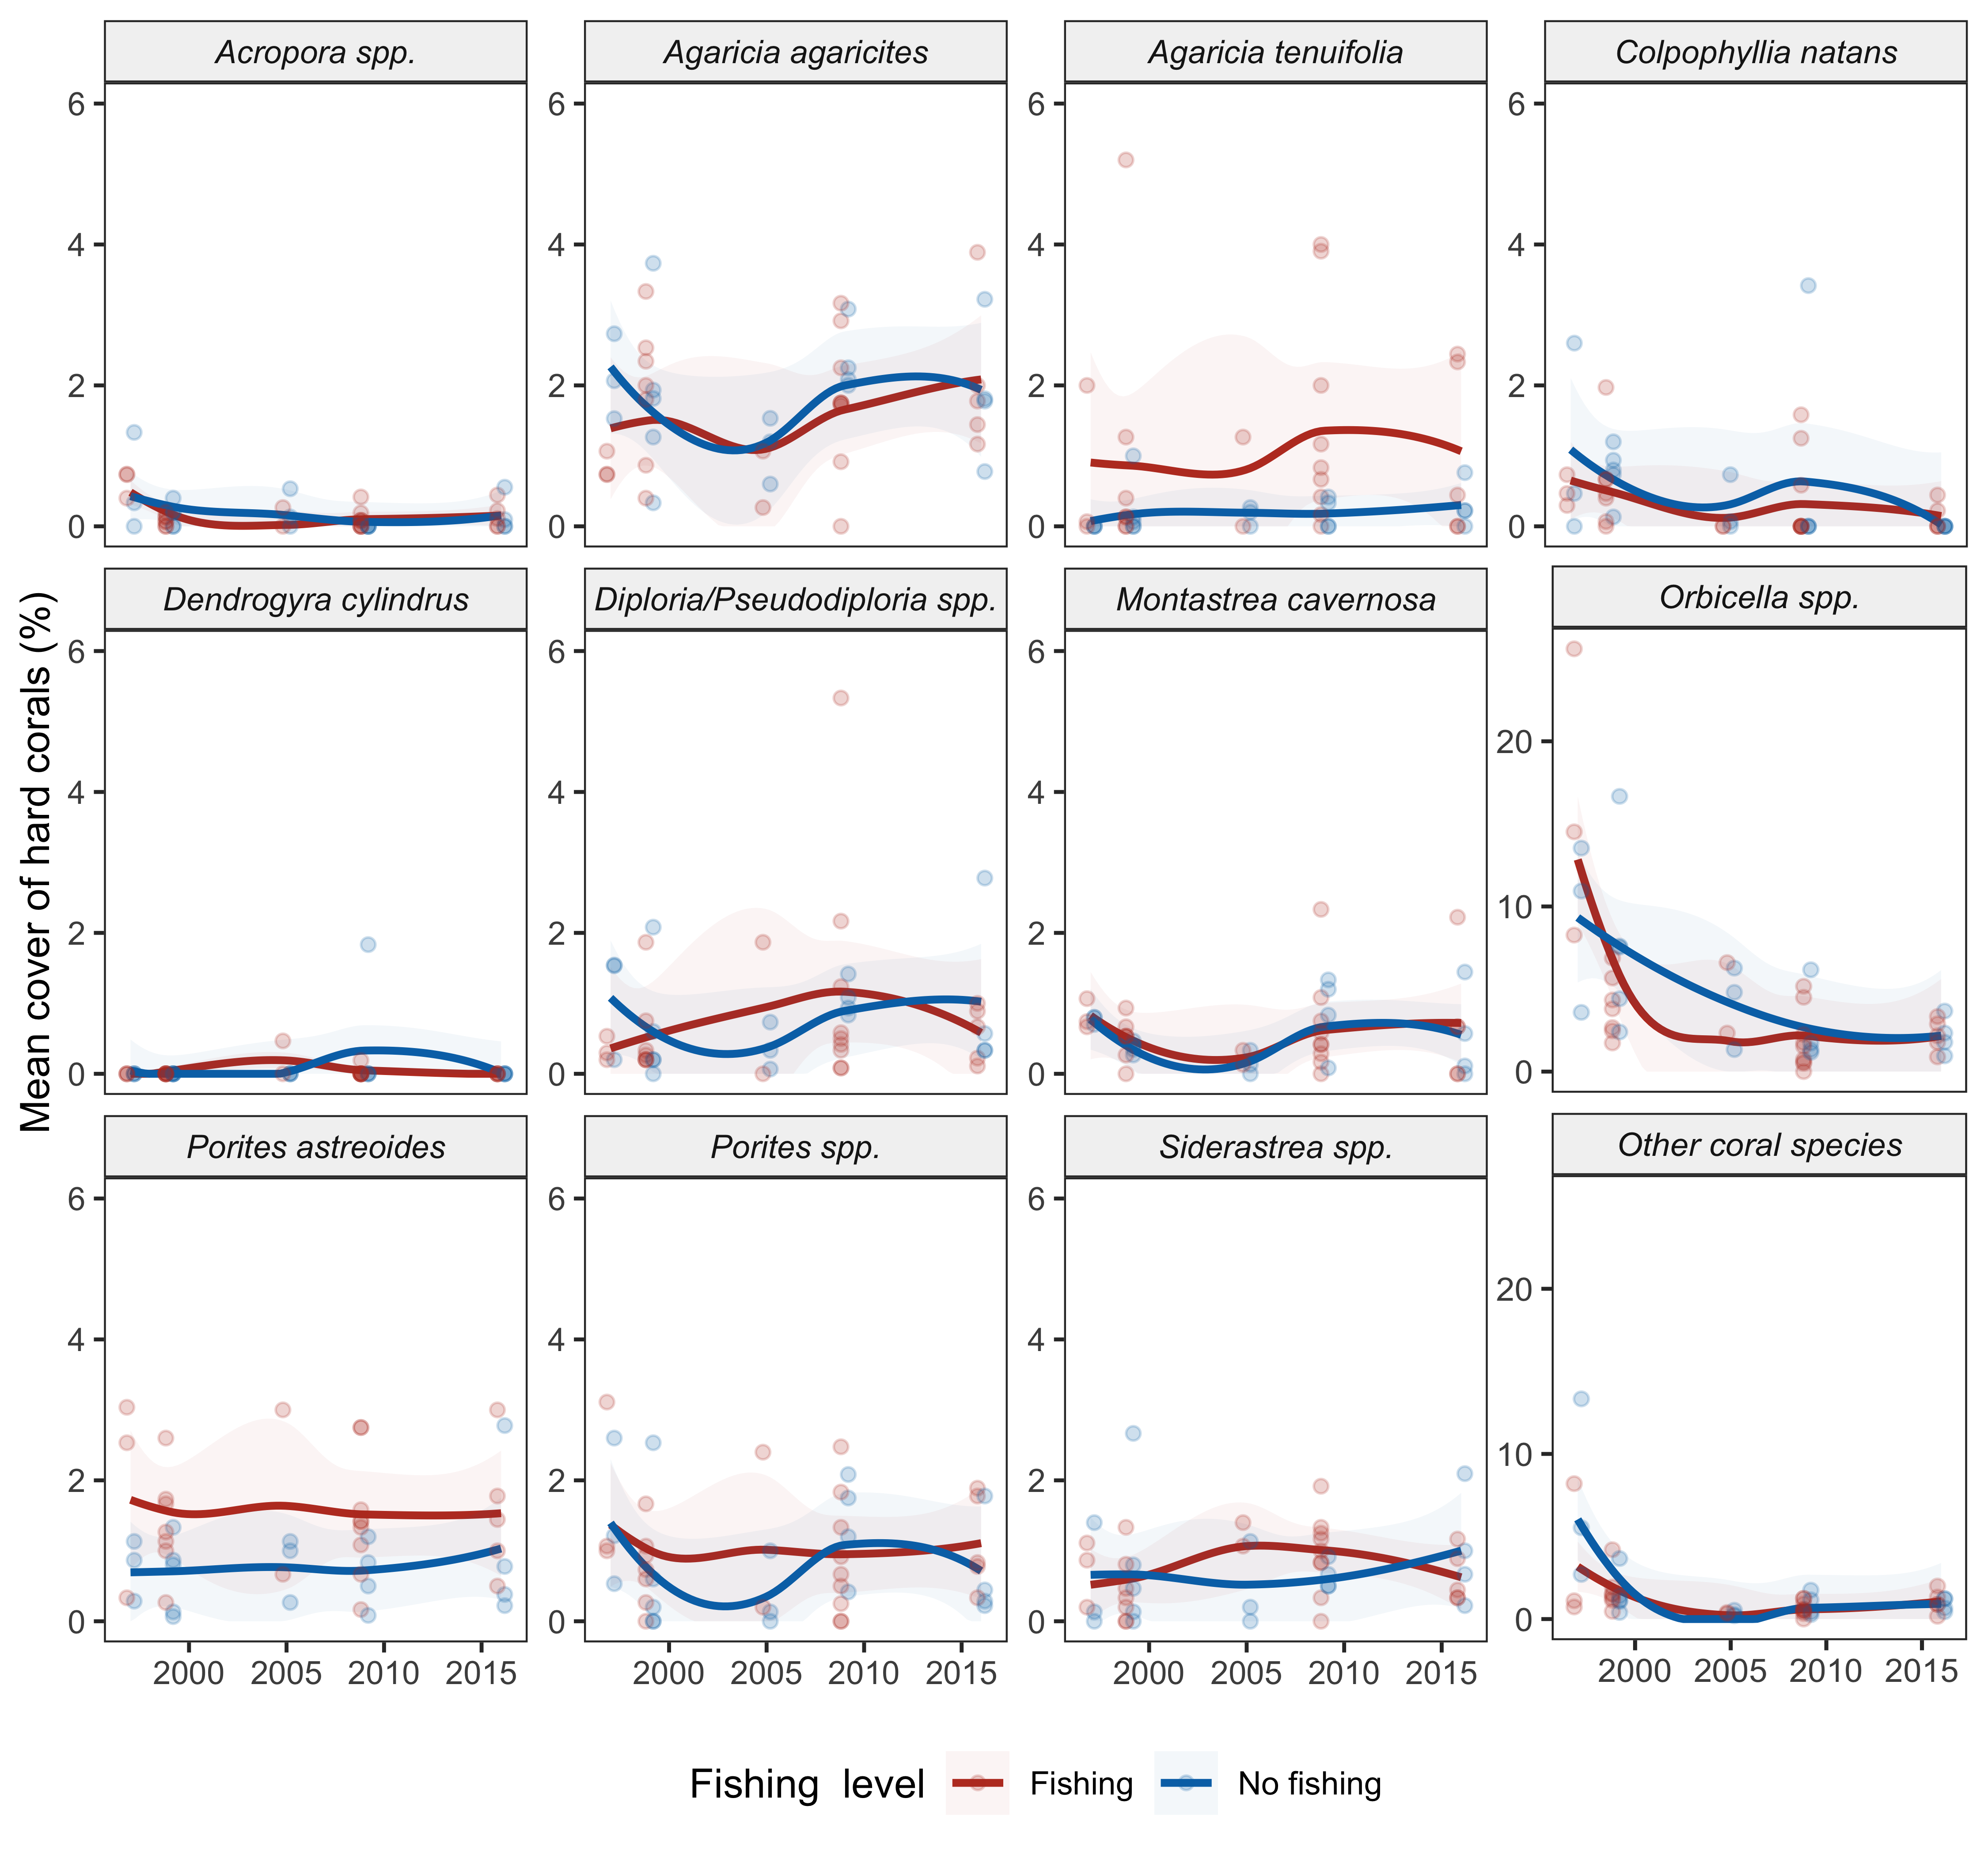 Acropora spp.
Agaricia agaricites
Agaricia tenuifolia
Colpophyllia natans
6
4
2
0
6
4
2
0
6
4
2
0
6
4
2
0
Mean cover of hard corals (%)
Dendrogyra cylindrus
Diploria/Pseudodiploria spp.
Montastrea cavernosa
Orbicella spp.
6
4
2
0
6
4
2
0
6
4
2
0
20
10
0
Porites astreoides
Porites spp.
Siderastrea spp.
Other coral species
6
4
2
0
6
4
2
0
6
4
2
0
20
10
0
2000 2005 2010 2015
2000 2005 2010 2015
2000 2005 2010 2015
2000 2005 2010 2015
Fishing level Fishing No fishing